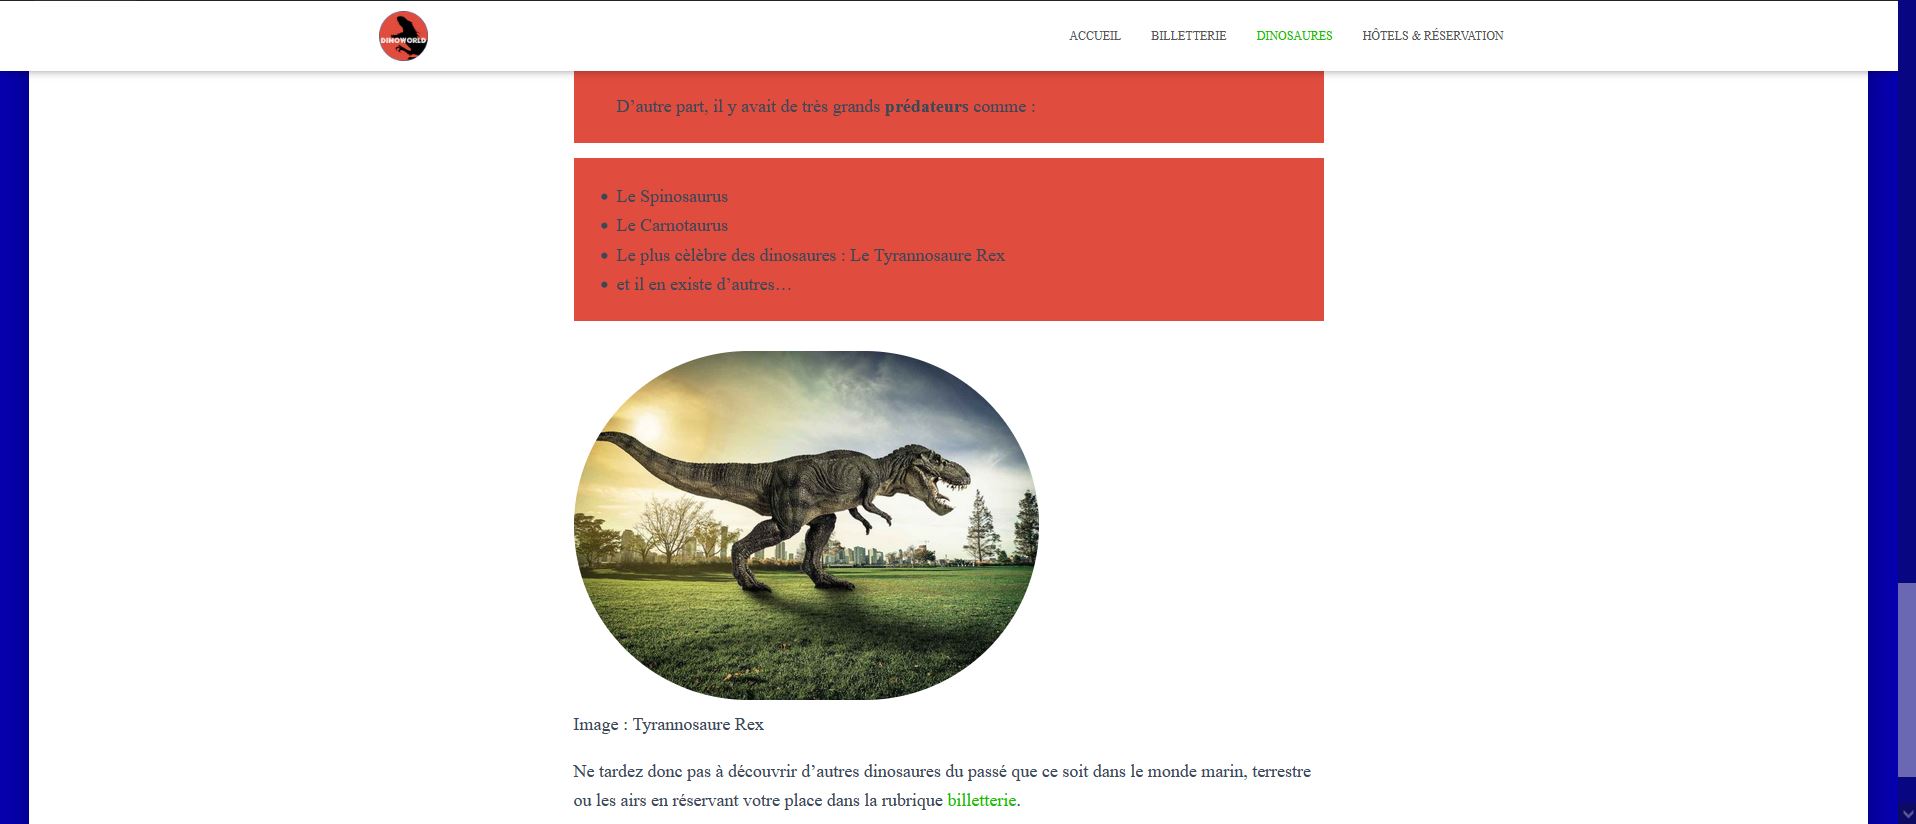 DINOWORLD
ACCUEIL BILLETTERIE DINOSAURES HÔTELS & RÉSERVATION
D’autre part, il y avait de très grands prédateurs comme :
• Le Spinosaurus
• Le Carnotaurus
• Le plus cèlèbre des dinosaures : Le Tyrannosaure Rex
• et il en existe d’autres…
Image : Tyrannosaure Rex
Ne tardez donc pas à découvrir d’autres dinosaures du passé que ce soit dans le monde marin, terrestre
ou les airs en réservant votre place dans la rubrique billetterie.